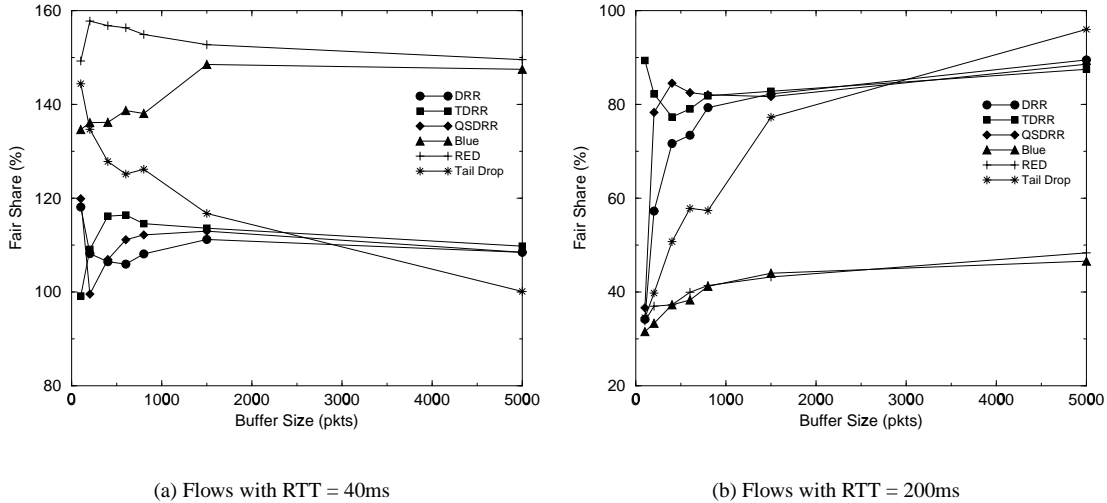 160
140
120
100
80
Fair Share (%)
0 1000 2000 3000 4000 5000
Buffer Size (pkts)
DRR
TDRR
QSDRR
Blue
RED
Tail Drop
(a) Flows with RTT = 40ms
100
80
60
40
20
Fair Share (%)
0 1000 2000 3000 4000 5000
Buffer Size (pkts)
DRR
TDRR
QSDRR
Blue
RED
Tail Drop
(b) Flows with RTT = 200ms